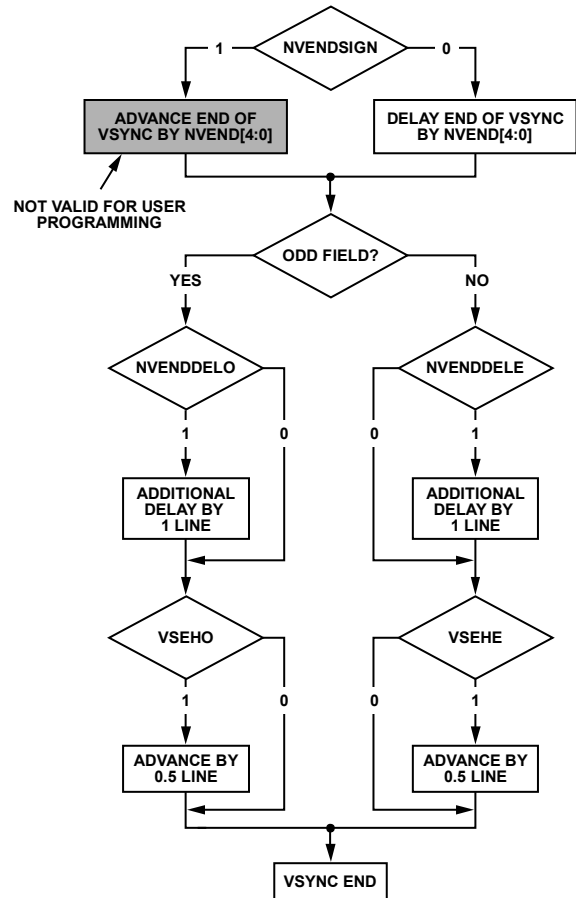 NVENDSIGN
1
0
ADVANCE END OF
VSYNC BY NVEND[4:0]
DELAY END OF VSYNC
BY NVEND[4:0]
NOT VALID FOR USER
PROGRAMMING
ODD FIELD?
YES
NO
NVENDDELO
NVENDDELE
1
0
0
1
ADDITIONAL
DELAY BY
1 LINE
ADDITIONAL
DELAY BY
1 LINE
VSEHO
VSEHE
1
0
0
1
ADVANCE BY
0.5 LINE
ADVANCE BY
0.5 LINE
VSYNC END